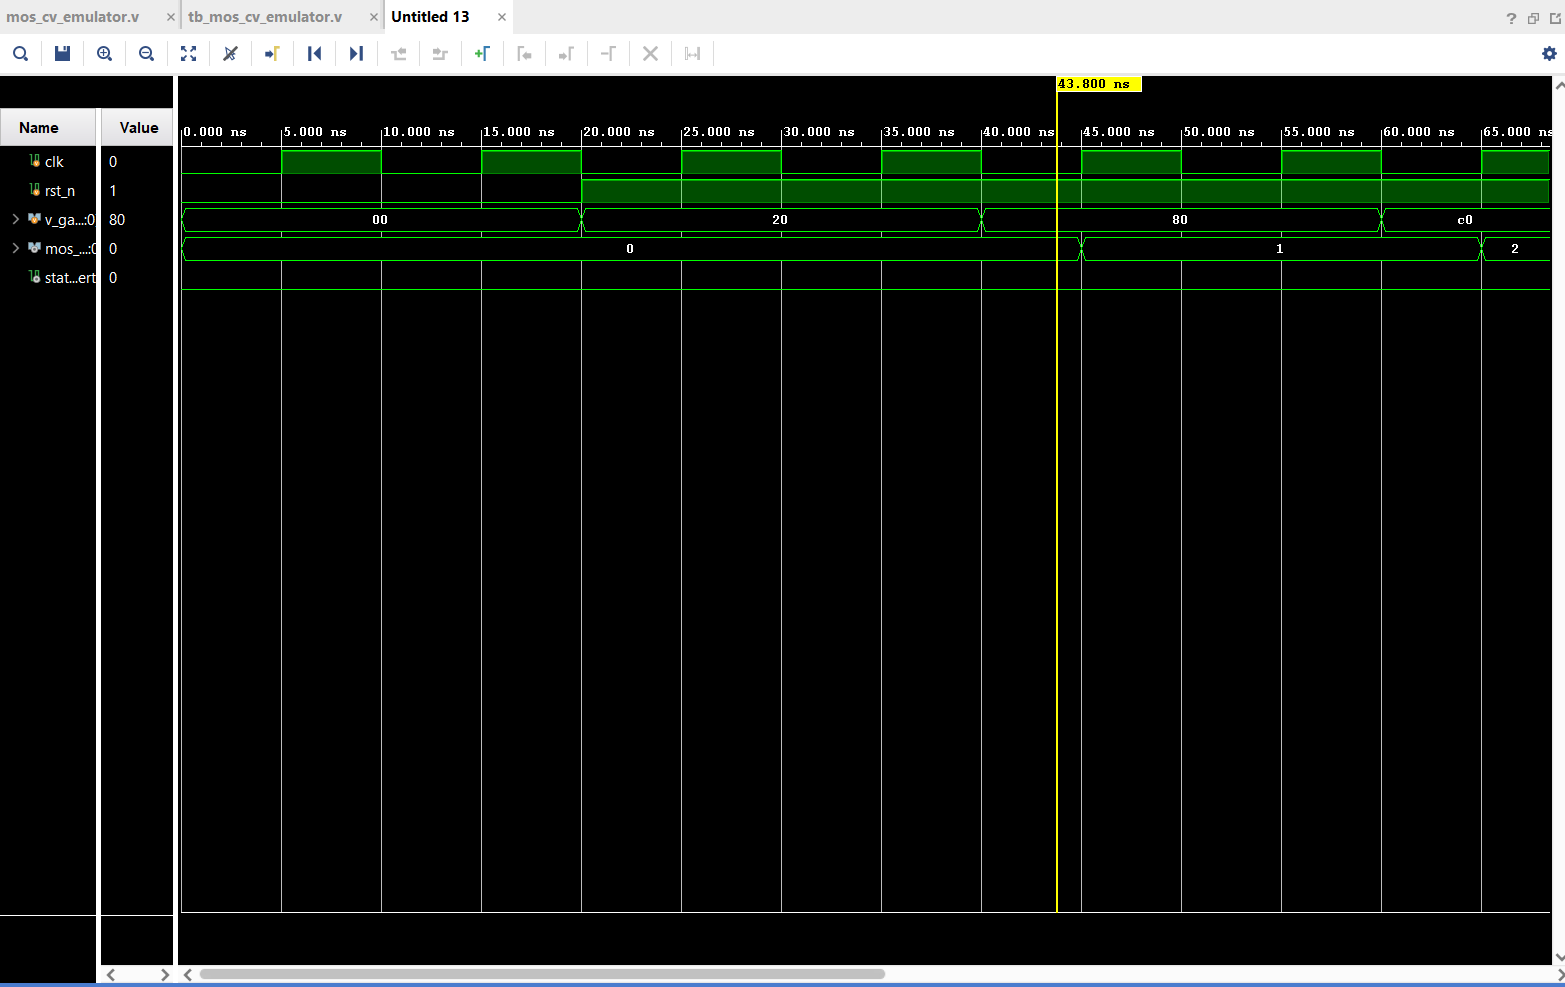 mos_cv_emulator.v × tb_mos_cv_emulator.v × Untitled 13 ×
?
43.800 ns
Name Value
0.000 ns 5.000 ns 10.000 ns 15.000 ns 20.000 ns 25.000 ns 30.000 ns 35.000 ns 40.000 ns 45.000 ns 50.000 ns 55.000 ns 60.000 ns 65.000 ns
clk 0
rst_n 1
v_ga...:0 80 00 20 80 c0
mos_...:0 0 0 1 2
stat...ert 0